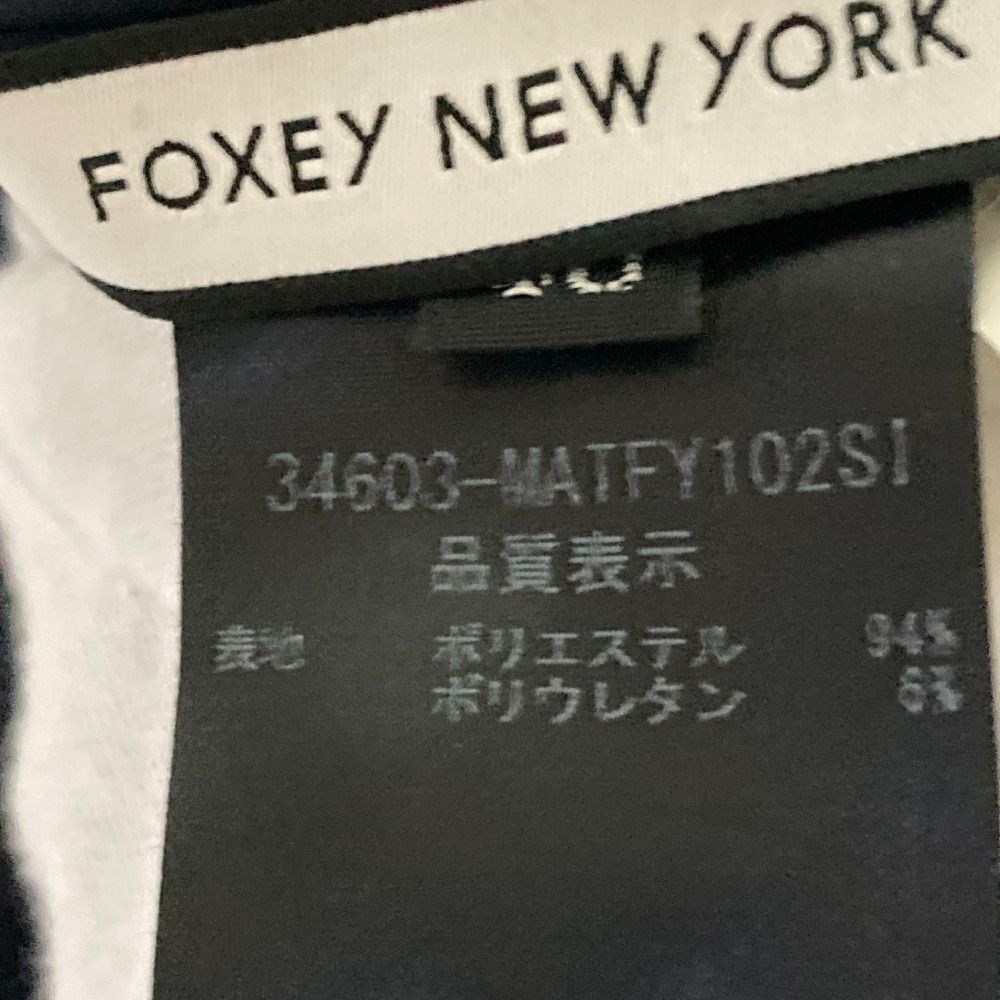 FOXEY NEW YORK
34603-MATFY102SI
品質表示
表地 ポリエステル 94%
ポリウレタン 6%